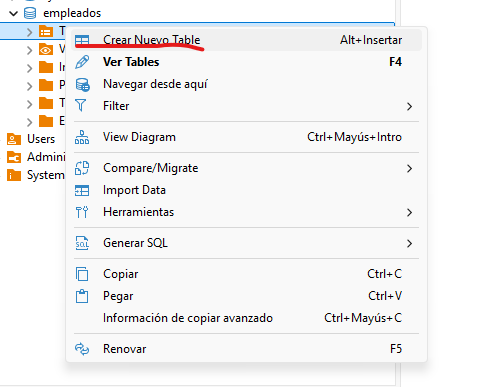 empleados
Crear Nuevo Table Alt+Insertar
Ver Tables F4
Navegar desde aquí
Filter
View Diagram Ctrl+Mayús+Intro
Compare/Migrate
Import Data
Herramientas
Generar SQL
Copiar Ctrl+C
Pegar Ctrl+V
Información de copiar avanzado Ctrl+Mayús+C
Renovar F5
T
V
In
P
T
E
Users
Admini
System